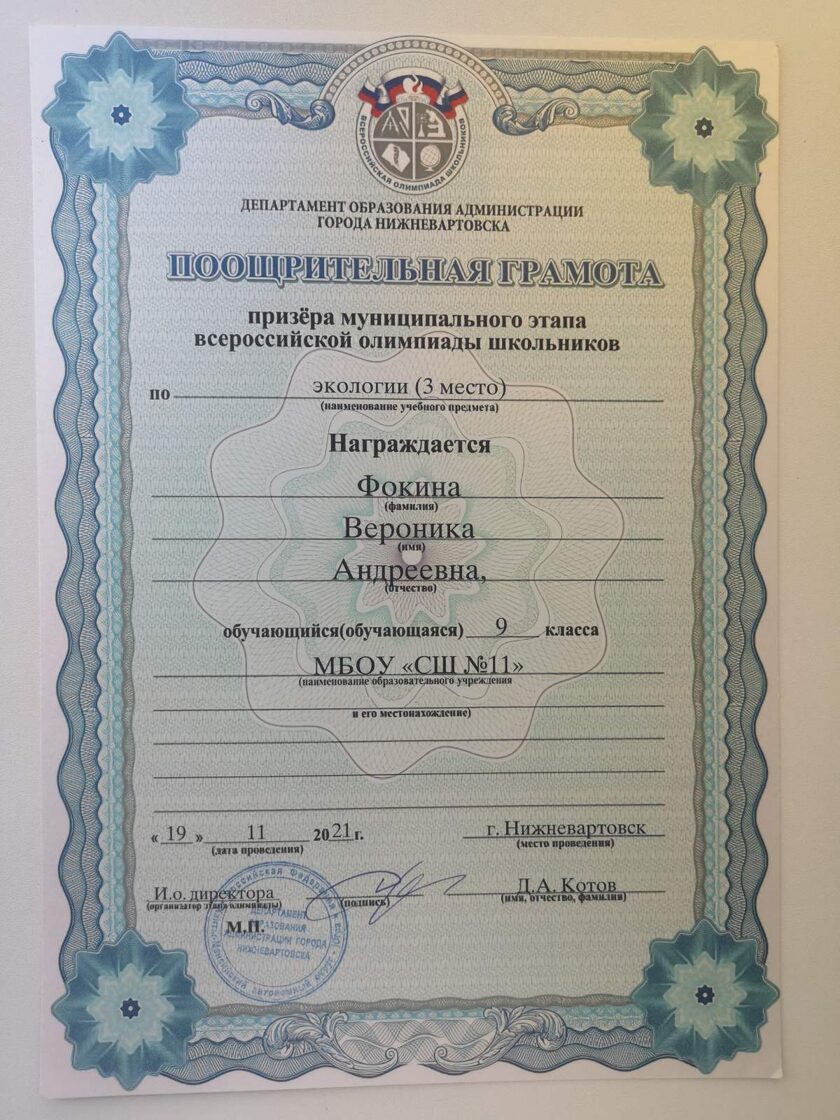 ВСЕРОССИЙСКАЯ ОЛИМПИАДА ШКОЛЬНИКОВ
ДЕПАРТАМЕНТ ОБРАЗОВАНИЯ АДМИНИСТРАЦИИ
ГОРОДА НИЖНЕВАРТОВСКА
ПООЩРИТЕЛЬНАЯ ГРАМОТА
призёра муниципального этапа
всероссийской олимпиады школьников
по экологии (3 место)
(наименование учебного предмета)
Награждается
Фокина
(фамилия)
Вероника
(имя)
Андреевна,
(отчество)
обучающийся(обучающаяся) 9 класса
МБОУ «СШ №11»
(наименование образовательного учреждения
и его местонахождение)
« 19 » 11 2021 г. г. Нижневартовск
(дата проведения) (место проведения)
И.о. директора Д.А. Котов
(организатор этапа олимпиады) (подпись) (имя, отчество, фамилия)
М.П.
ДЕПАРТАМЕНТ
ОБРАЗОВАНИЯ
АДМИНИСТРАЦИИ ГОРОДА
НИЖНЕВАРТОВСКА